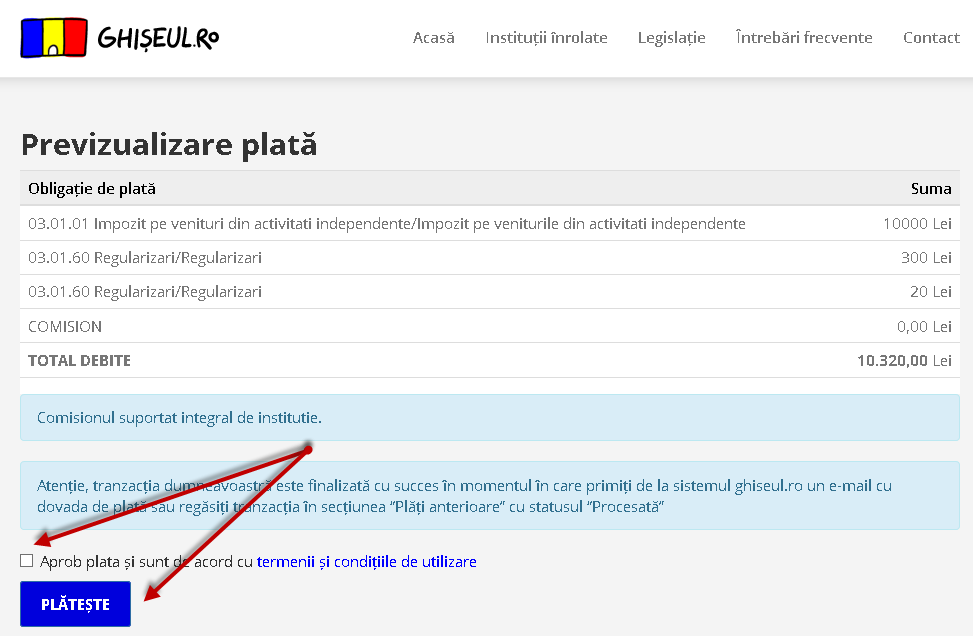 GHIȘEUL.RO
Acasă Instituții înrolate Legislație Întrebări frecvente Contact
Previzualizare plată
Obligație de plată Suma
03.01.01 Impozit pe venituri din activitati independente/Impozit pe veniturile din activitati independente 10000 Lei
03.01.60 Regularizari/Regularizari 300 Lei
03.01.60 Regularizari/Regularizari 20 Lei
COMISION 0,00 Lei
TOTAL DEBITE 10.320,00 Lei
Comisionul suportat integral de institutie.
Atenție, tranzacția dumneavoastră este finalizată cu succes în momentul în care primiți de la sistemul ghiseul.ro un e-mail cu
dovada de plată sau regăsiți tranzacția în secțiunea “Plăți anterioare” cu statusul “Procesată”
Aprob plata și sunt de acord cu termenii și condițiile de utilizare
PLĂTEȘTE